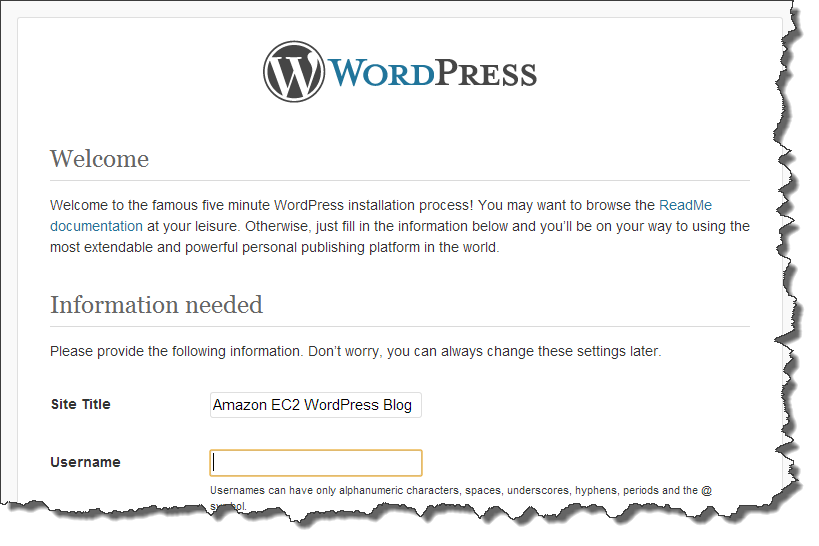 WORDPRESS
Welcome
Welcome to the famous five minute WordPress installation process! You may want to browse the ReadMe
documentation at your leisure. Otherwise, just fill in the information below and you’ll be on your way to using the
most extendable and powerful personal publishing platform in the world.
Information needed
Please provide the following information. Don’t worry, you can always change these settings later.
Site Title Amazon EC2 WordPress Blog
Username
Usernames can have only alphanumeric characters, spaces, underscores, hyphens, periods and the @
symbol.